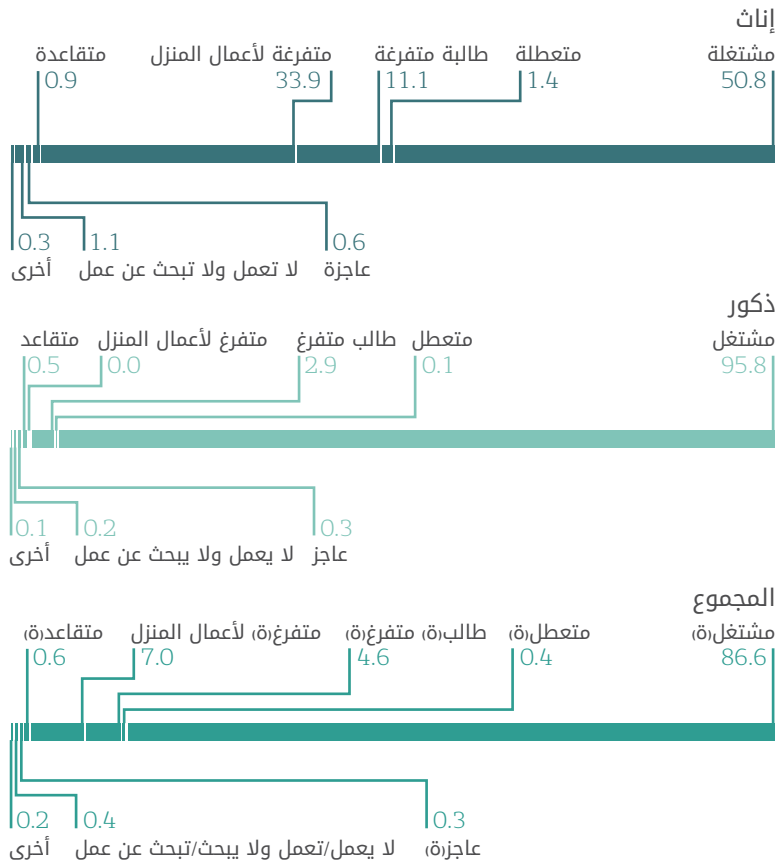 إناث
مشتغلة متعطلة طالبة متفرغة متفرغة لأعمال المنزل متقاعدة
50.8 1.4 11.1 33.9 0.9
0.6 1.1 0.3
عاجزة لا تعمل ولا تبحث عن عمل أخرى
ذكور
مشتغل متعطل طالب متفرغ متفرغ لأعمال المنزل متقاعد
95.8 0.1 2.9 0.0 0.5
0.3 0.2 0.1
عاجز لا يعمل ولا يبحث عن عمل أخرى
المجموع
مشتغل(ة) متعطل(ة) طالب(ة) متفرغ(ة) متفرغ(ة) لأعمال المنزل متقاعد(ة)
86.6 0.4 4.6 7.0 0.6
0.3 0.4 0.2
عاجز(ة) لا يعمل/تعمل ولا يبحث/تبحث عن عمل أخرى